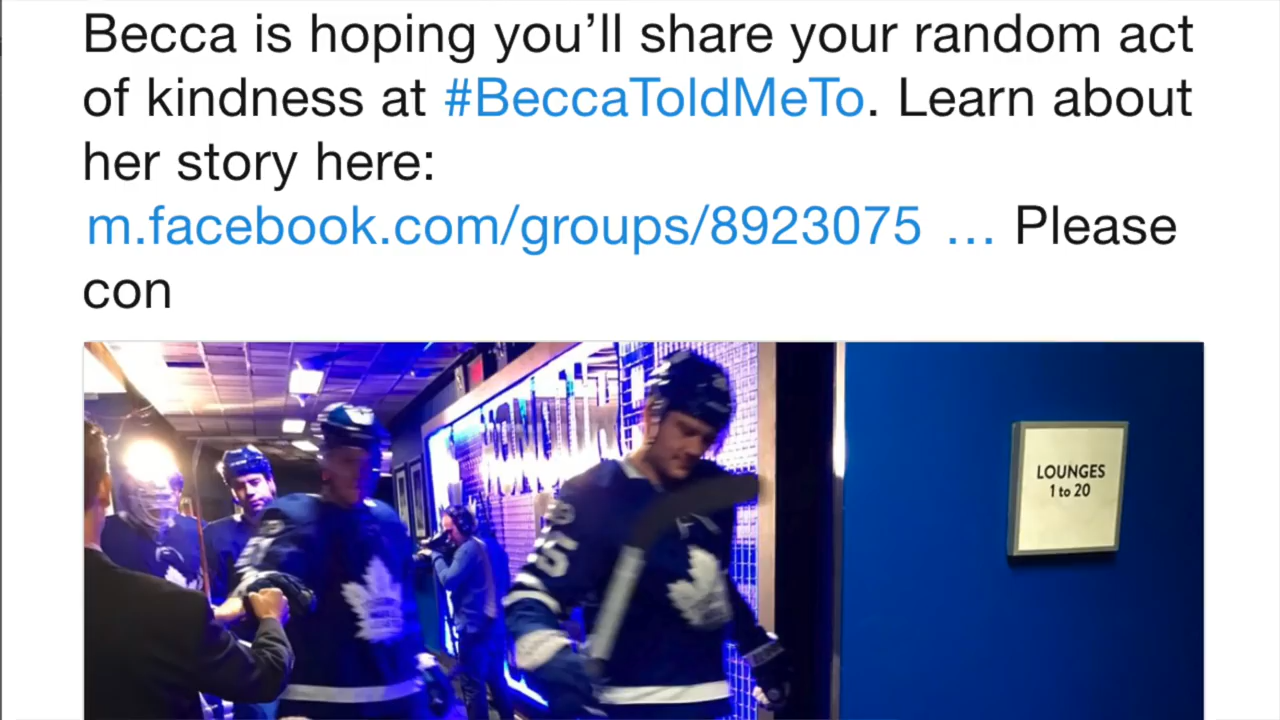 Becca is hoping you’ll share your random act
of kindness at #BeccaToldMeTo. Learn about
her story here:
m.facebook.com/groups/8923075 … Please
con
LOUNGES
1 to 20